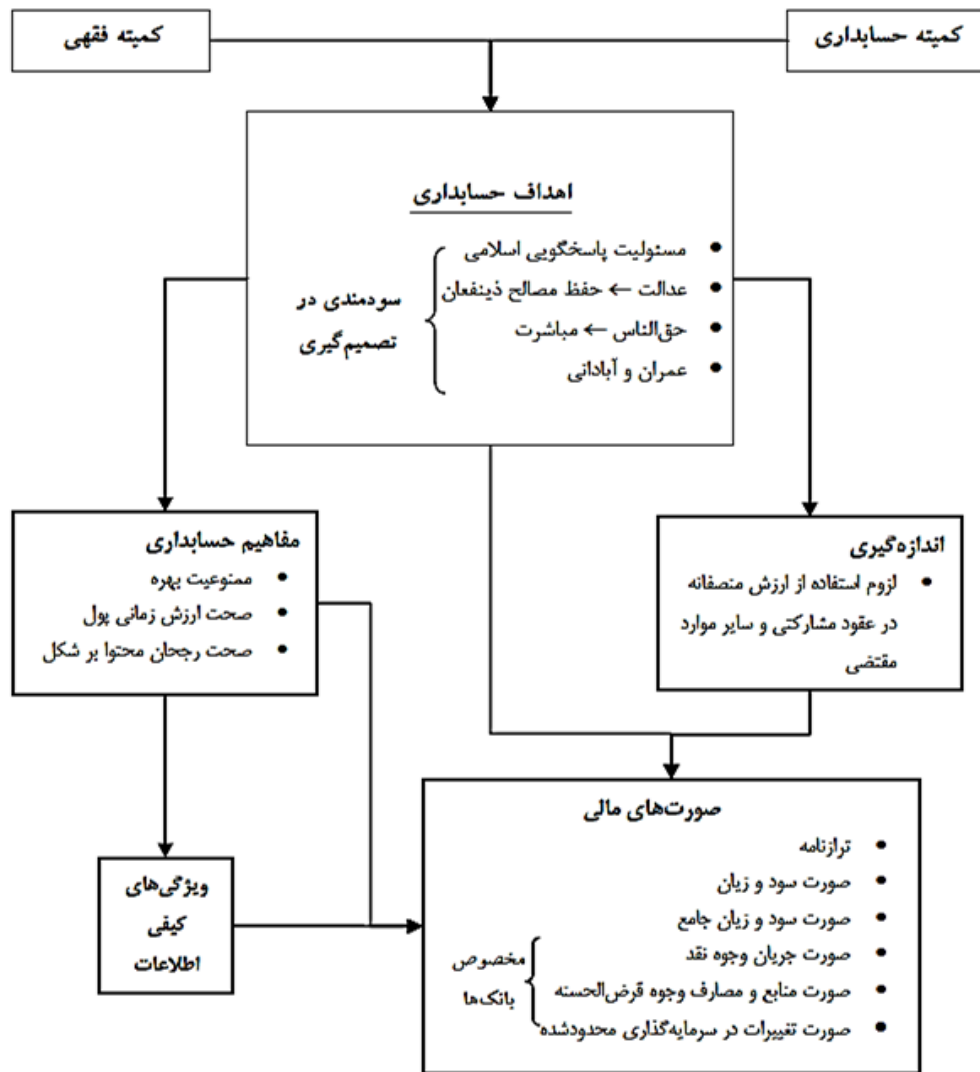 کمیته حسابداری
کمیته فقهی
اهداف حسابداری
● مسئولیت پاسخگویی اسلامی
● عدالت ← حفظ مصالح ذینفعان
● حق‌الناس ← مباشرت
● عمران و آبادانی
سودمندی در
تصمیم‌گیری
اندازه‌گیری
● لزوم استفاده از ارزش منصفانه
در عقود مشارکتی و سایر موارد
مقتضی
مفاهیم حسابداری
● ممنوعیت بهره
● صحت ارزش زمانی پول
● صحت رجحان محتوا بر شکل
صورت‌های مالی
● ترازنامه
● صورت سود و زیان
● صورت سود و زیان جامع
● صورت جریان وجوه نقد
● صورت منابع و مصارف وجوه قرض‌الحسنه
● صورت تغییرات در سرمایه‌گذاری محدودشده
مخصوص
بانک‌ها
ویژگی‌های
کیفی
اطلاعات